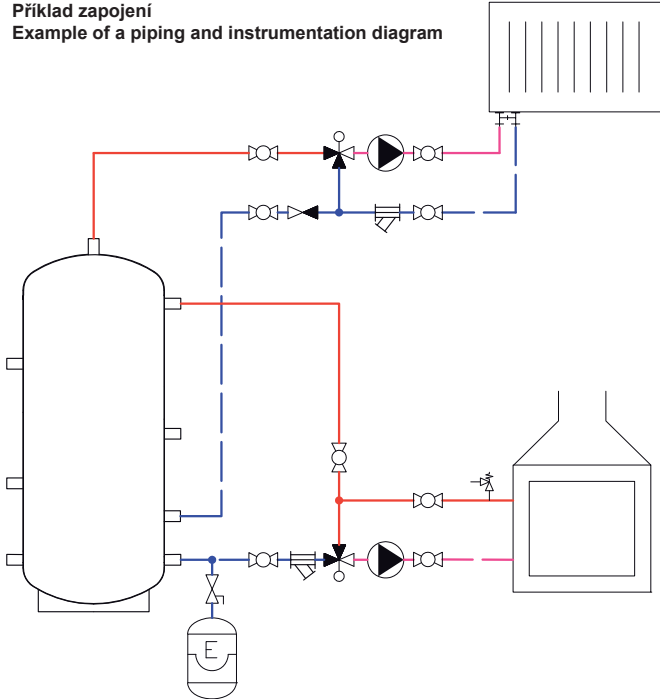 Příklad zapojení
Example of a piping and instrumentation diagram
E